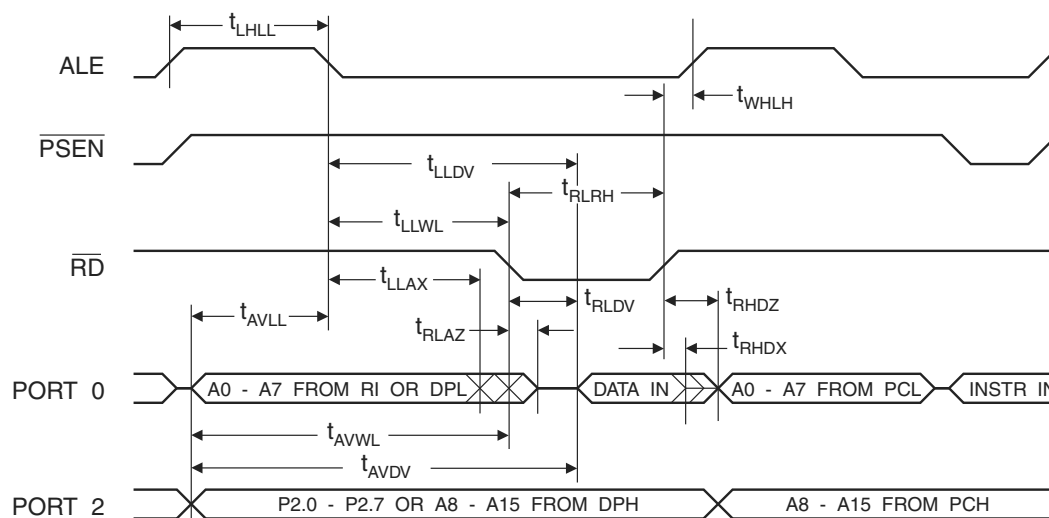 tLHLL
ALE
tWHLH
PSEN
tLLDV
tRLRH
tLLWL
RD
tLLAX
tRLDV
tRHDZ
tAVLL
tRLAZ
tRHDX
PORT 0 A0 - A7 FROM RI OR DPL DATA IN A0 - A7 FROM PCL INSTR IN
tAVWL
tAVDV
PORT 2 P2.0 - P2.7 OR A8 - A15 FROM DPH A8 - A15 FROM PCH